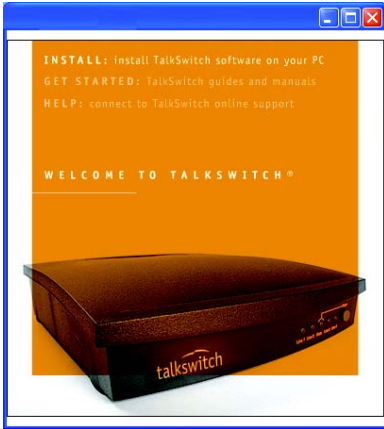 INSTALL: install TalkSwitch software on your PC
GET STARTED: TalkSwitch guides and manuals
HELP: connect to TalkSwitch online support
WELCOME TO TALKSWITCH®
talkswitch